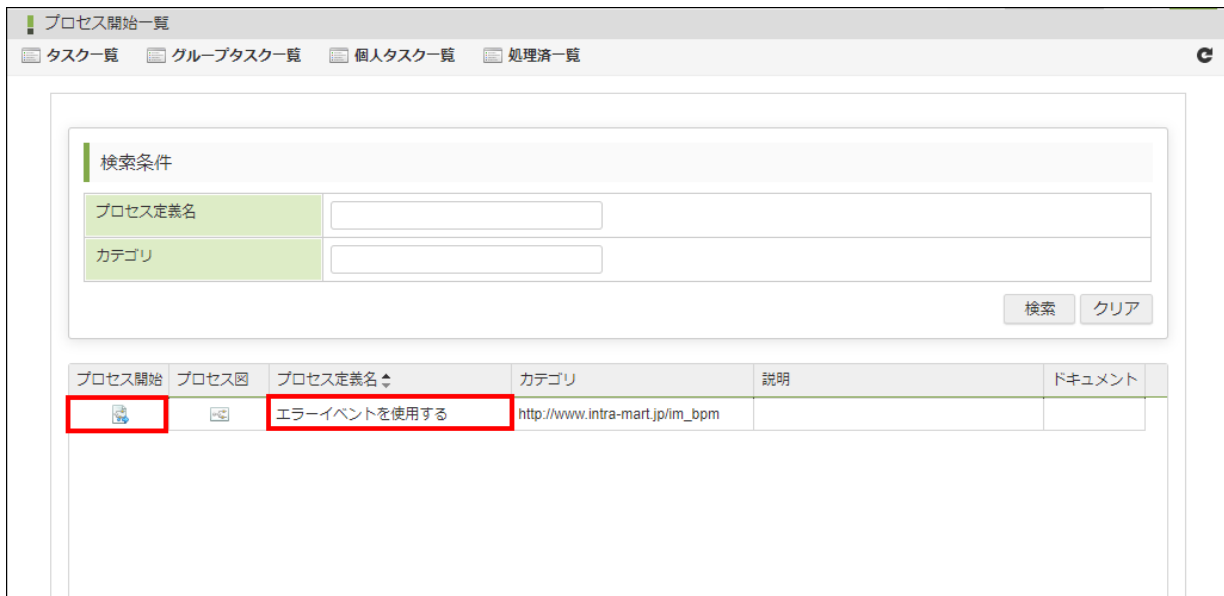 プロセス開始一覧
タスク一覧 グループタスク一覧 個人タスク一覧 処理済一覧
検索条件
プロセス定義名
カテゴリ
検索 クリア
プロセス開始 プロセス図 プロセス定義名 カテゴリ 説明 ドキュメント
エラーイベントを使用する http://www.intra-mart.jp/im_bpm